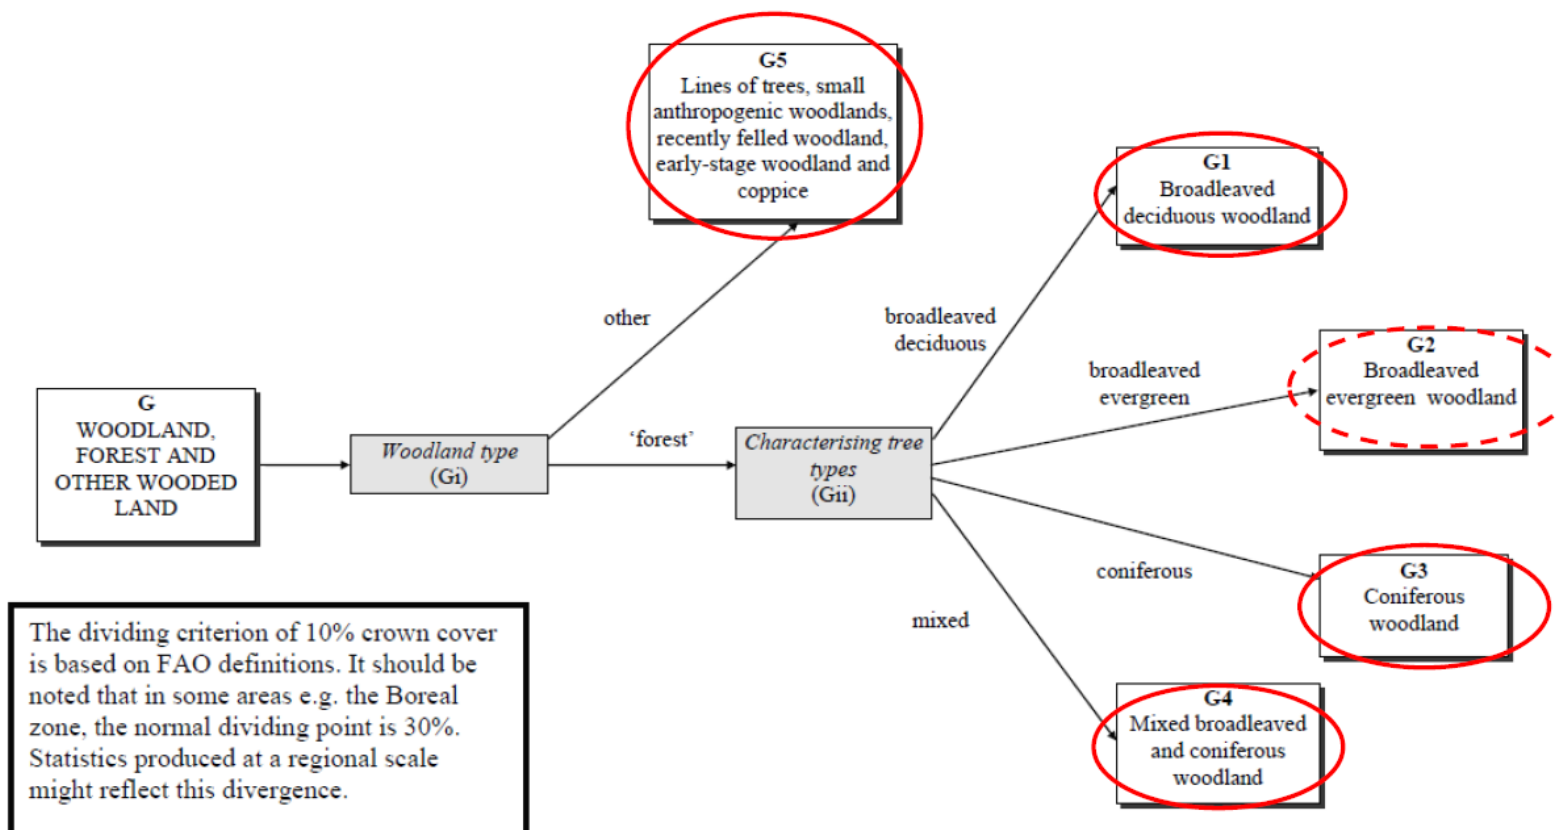 G5
Lines of trees, small
anthropogenic woodlands,
recently felled woodland,
early-stage woodland and
coppice
G1
Broadleaved
deciduous woodland
other
broadleaved
deciduous
G2
Broadleaved
evergreen woodland
broadleaved
evergreen
G
WOODLAND,
FOREST AND
OTHER WOODED
LAND
Woodland type
(Gi)
‘forest’
Characterising tree
types
(Gii)
coniferous
G3
Coniferous
woodland
mixed
G4
Mixed broadleaved
and coniferous
woodland
The dividing criterion of 10% crown cover
is based on FAO definitions. It should be
noted that in some areas e.g. the Boreal
zone, the normal dividing point is 30%.
Statistics produced at a regional scale
might reflect this divergence.